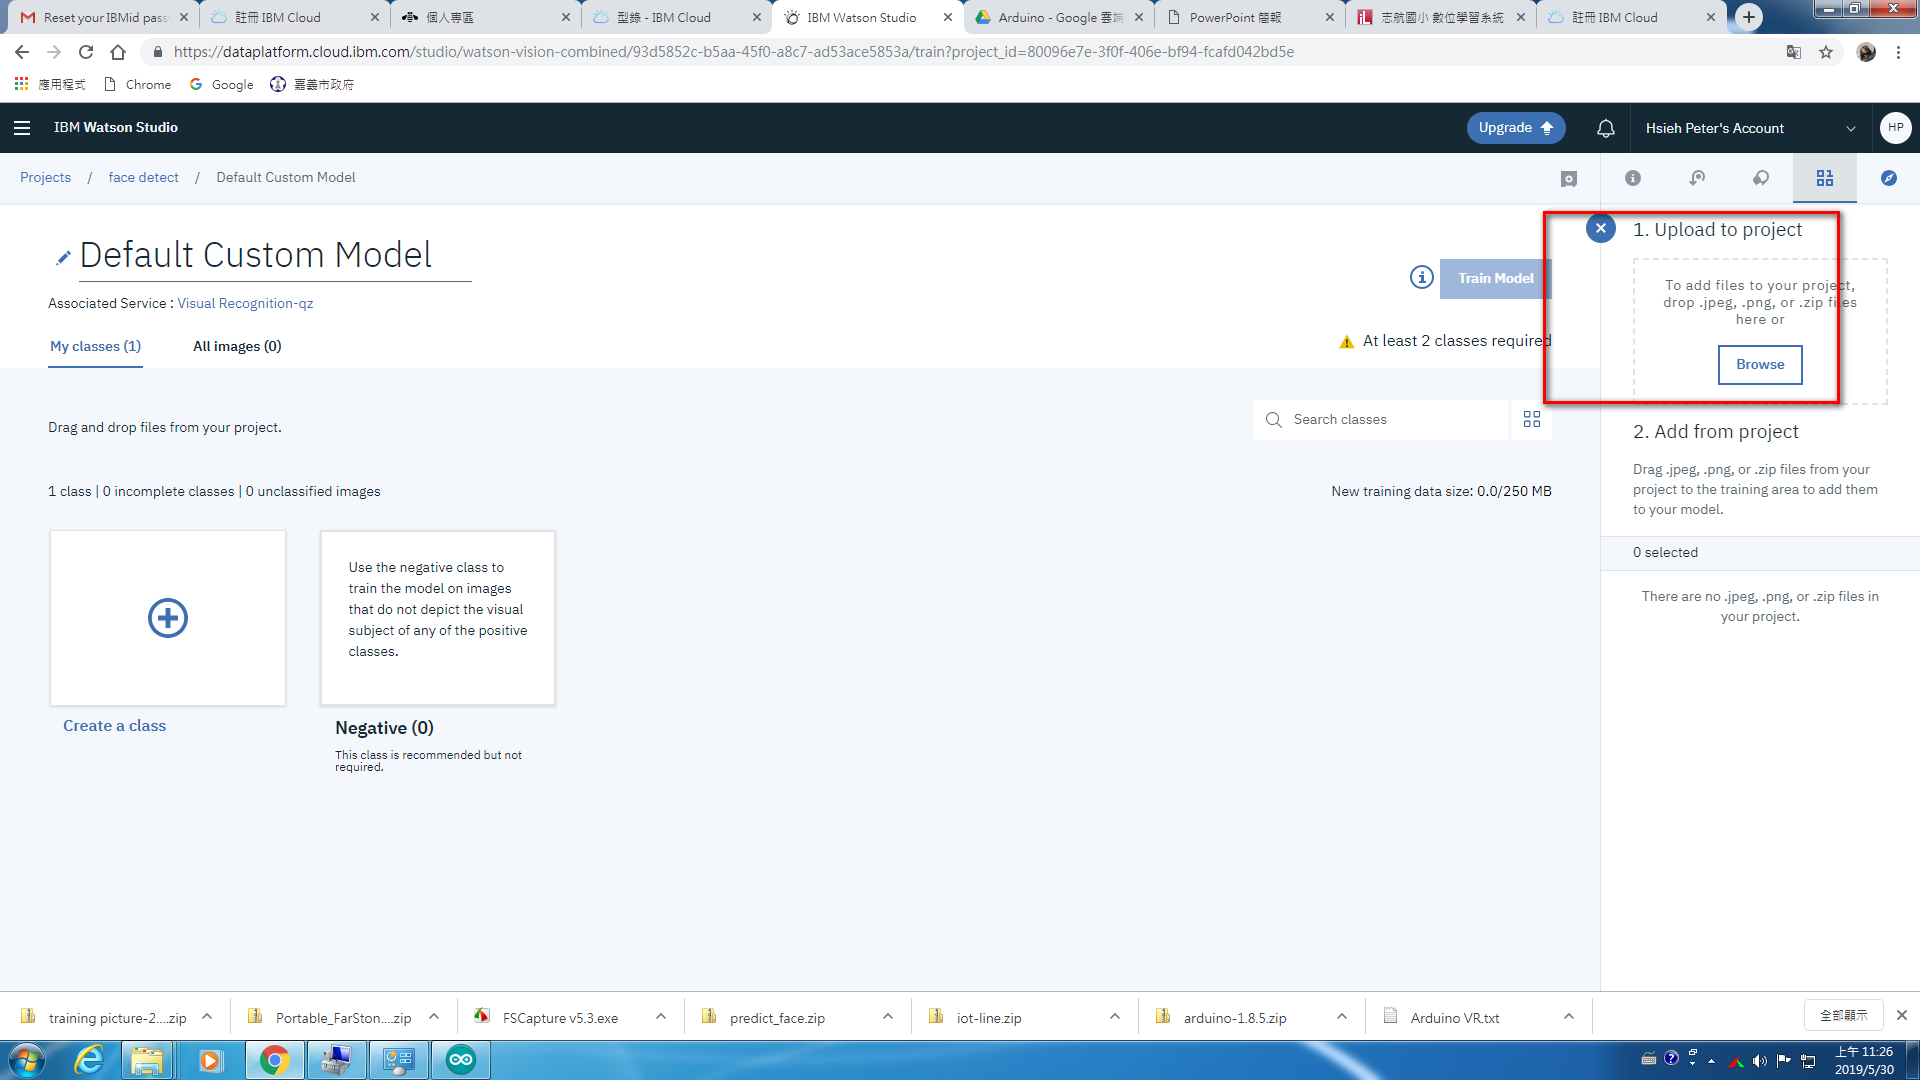 Reset your IBMid pass
註冊 IBM Cloud
個人專區
型錄 - IBM Cloud
IBM Watson Studio
Arduino - Google 雲端
PowerPoint 簡報
志航國小 數位學習系統
註冊 IBM Cloud
https://dataplatform.cloud.ibm.com/studio/watson-vision-combined/93d5852c-b5aa-45f0-a8c7-ad53ace5853a/train?project_id=80096e7e-3f0f-406e-bf94-fcafd042bd5e
應用程式 Chrome Google 嘉義市政府
IBM Watson Studio
Upgrade
Hsieh Peter's Account
HP
Projects / face detect / Default Custom Model
Default Custom Model
Associated Service : Visual Recognition-qz
Train Model
My classes (1)
All images (0)
At least 2 classes required
Drag and drop files from your project.
Search classes
1 class | 0 incomplete classes | 0 unclassified images
New training data size: 0.0/250 MB
Create a class
Use the negative class to
train the model on images
that do not depict the visual
subject of any of the positive
classes.
Negative (0)
This class is recommended but not
required.
1. Upload to project
To add files to your project,
drop .jpeg, .png, or .zip files
here or
Browse
2. Add from project
Drag .jpeg, .png, or .zip files from your
project to the training area to add them
to your model.
0 selected
There are no .jpeg, .png, or .zip files in
your project.
training picture-2....zip
Portable_FarSton....zip
FSCapture v5.3.exe
predict_face.zip
iot-line.zip
arduino-1.8.5.zip
Arduino VR.txt
全部顯示
上午 11:26
2019/5/30